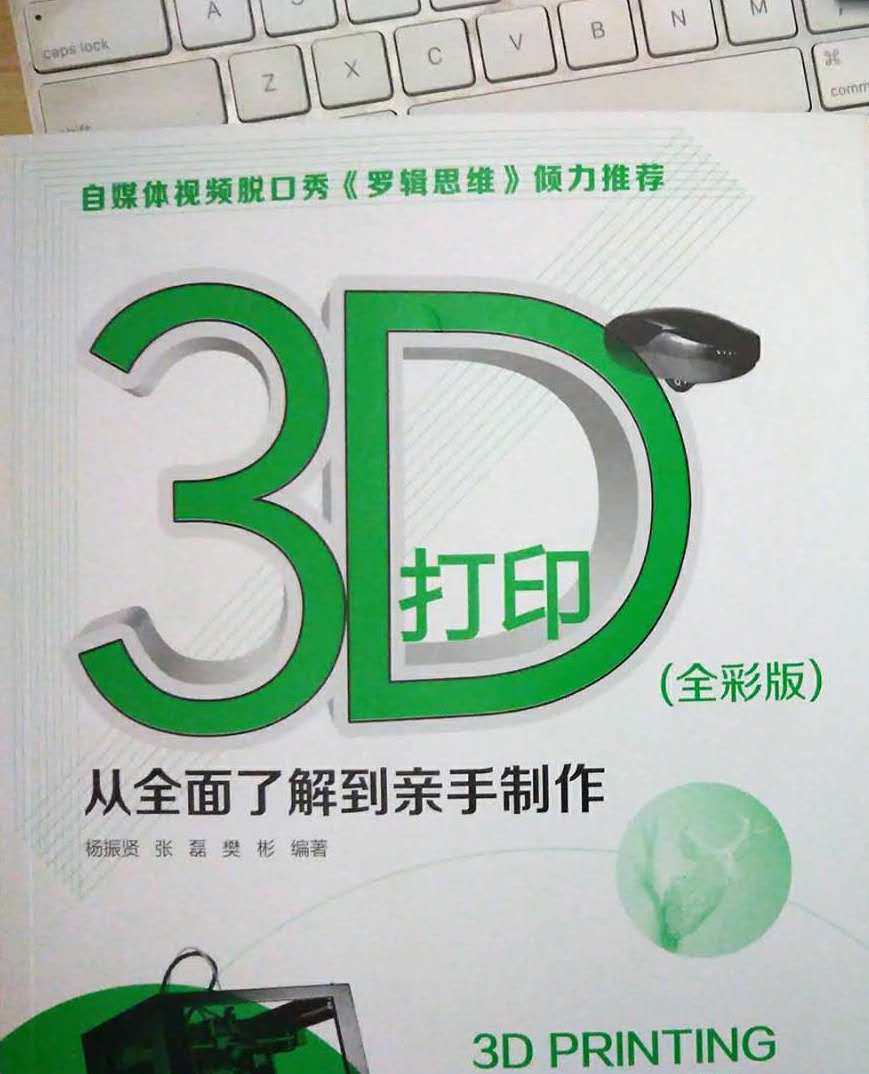 caps lock
A
Z X C V B N M
comm
自媒体视频脱口秀《罗辑思维》倾力推荐
3D
打印
(全彩版)
从全面了解到亲手制作
杨振贤 张磊 樊彬 编著
3D PRINTING